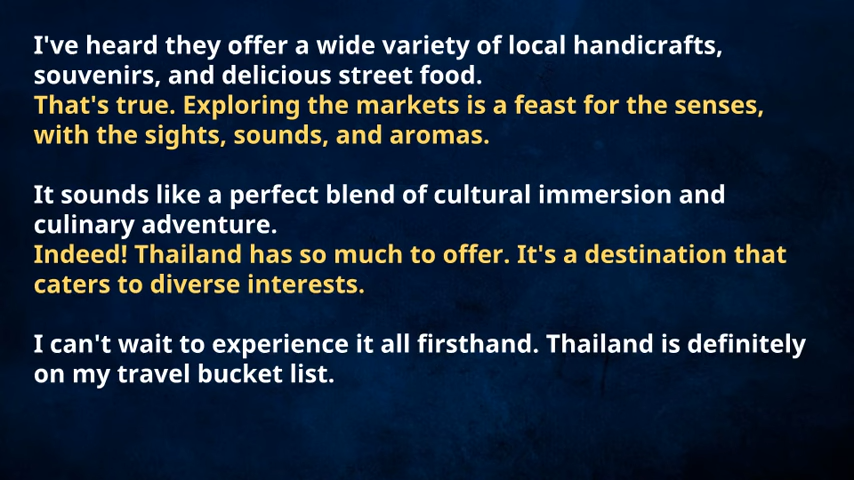 I've heard they offer a wide variety of local handicrafts,
souvenirs, and delicious street food.
That's true. Exploring the markets is a feast for the senses,
with the sights, sounds, and aromas.
It sounds like a perfect blend of cultural immersion and
culinary adventure.
Indeed! Thailand has so much to offer. It's a destination that
caters to diverse interests.
I can't wait to experience it all firsthand. Thailand is definitely
on my travel bucket list.